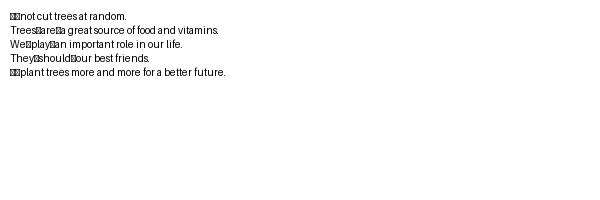 not cut trees at random.
Trees are a great source of food and vitamins.
We play an important role in our life.
They should our best friends.
plant trees more and more for a better future.